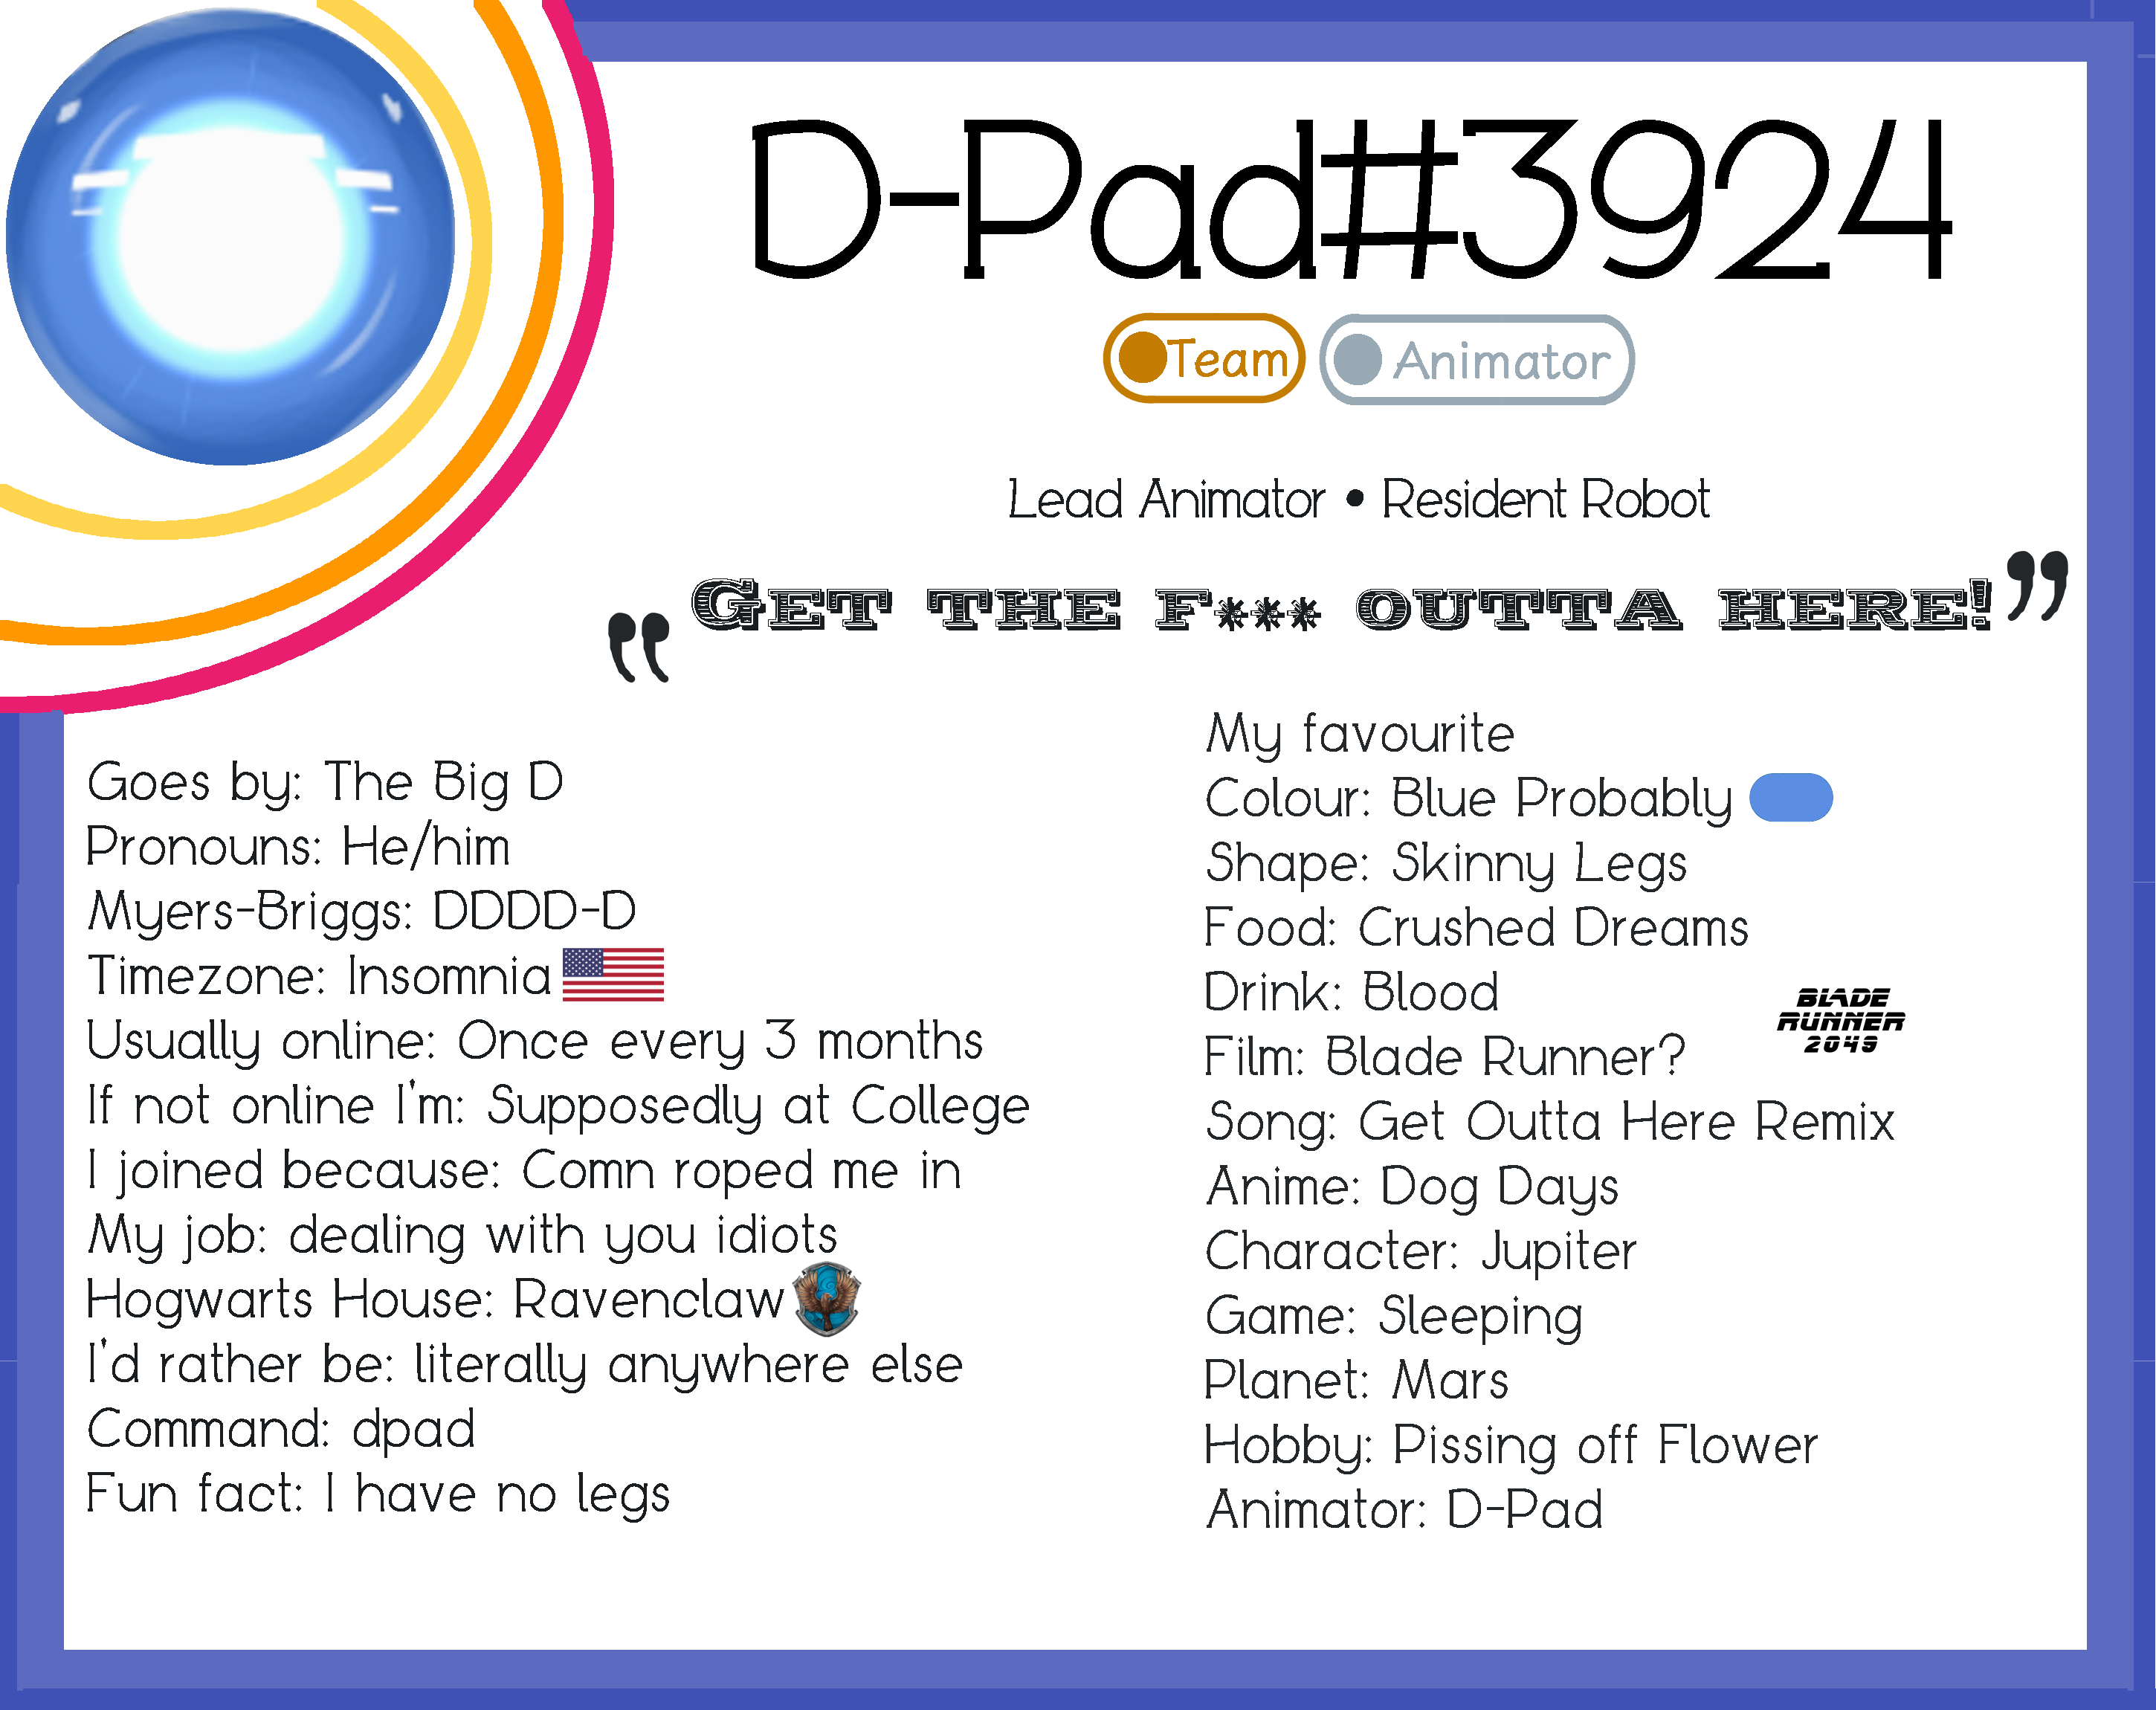 D-Pad#3924
Team Animator
Lead Animator • Resident Robot
“Get the f*** outta here!”
Goes by: The Big D
Pronouns: He/him
Myers-Briggs: DDDD-D
Timezone: Insomnia
Usually online: Once every 3 months
If not online I'm: Supposedly at College
I joined because: Comn roped me in
My job: dealing with you idiots
Hogwarts House: Ravenclaw
I'd rather be: literally anywhere else
Command: dpad
Fun fact: I have no legs
My favourite
Colour: Blue Probably
Shape: Skinny Legs
Food: Crushed Dreams
Drink: Blood
Film: Blade Runner?
BLADE
RUNNER
2049
Song: Get Outta Here Remix
Anime: Dog Days
Character: Jupiter
Game: Sleeping
Planet: Mars
Hobby: Pissing off Flower
Animator: D-Pad